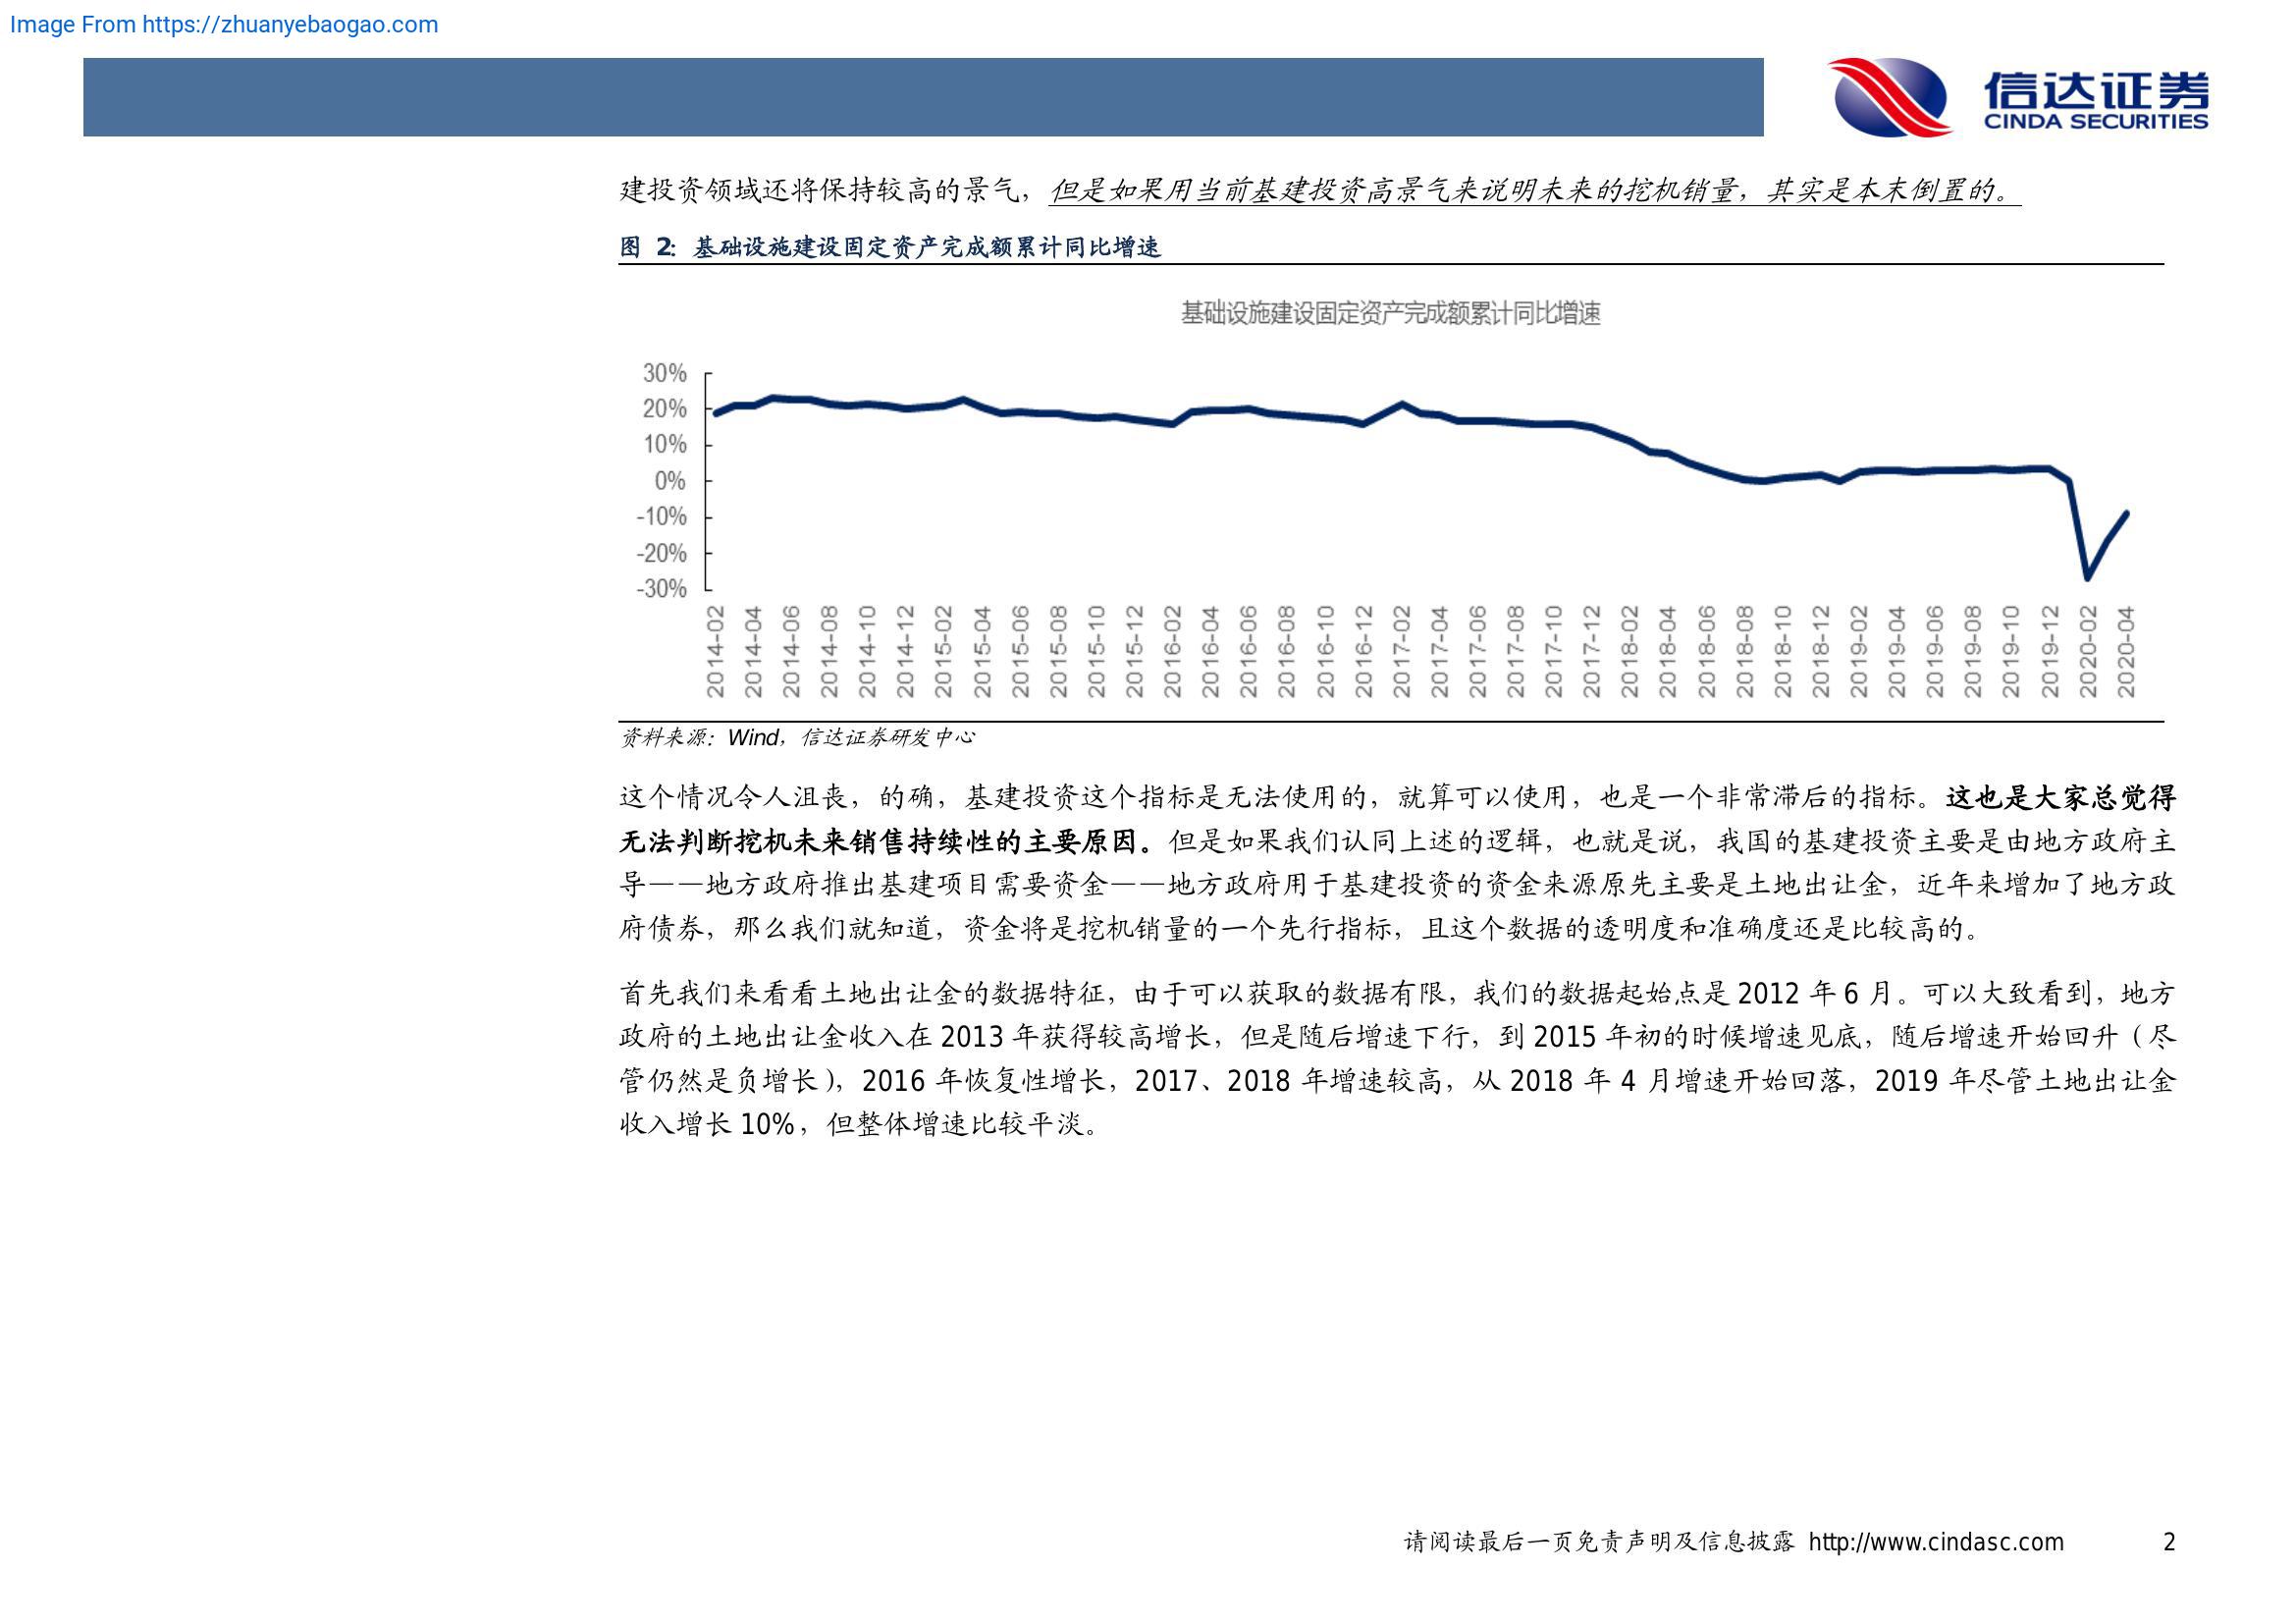 Image From https://zhuanyebaogao.com
信达证券
CINDA SECURITIES
建投资领域还将保持较高的景气，但是如果用当前基建投资高景气来说明未来的挖机销量，其实是本末倒置的。
图 2：基础设施建设固定资产完成额累计同比增速
基础设施建设固定资产完成额累计同比增速
30%
20%
10%
0%
-10%
-20%
-30%
2014-02
2014-04
2014-06
2014-08
2014-10
2014-12
2015-02
2015-04
2015-06
2015-08
2015-10
2015-12
2016-02
2016-04
2016-06
2016-08
2016-10
2016-12
2017-02
2017-04
2017-06
2017-08
2017-10
2017-12
2018-02
2018-04
2018-06
2018-08
2018-10
2018-12
2019-02
2019-04
2019-06
2019-08
2019-10
2019-12
2020-02
2020-04
资料来源：Wind，信达证券研发中心
这个情况令人沮丧，的确，基建投资这个指标是无法使用的，就算可以使用，也是一个非常滞后的指标。这也是大家总觉得
无法判断挖机未来销售持续性的主要原因。但是如果我们认同上述的逻辑，也就是说，我国的基建投资主要是由地方政府主
导——地方政府推出基建项目需要资金——地方政府用于基建投资的资金来源原先主要是土地出让金，近年来增加了地方政
府债券，那么我们就知道，资金将是挖机销量的一个先行指标，且这个数据的透明度和准确度还是比较高的。
首先我们来看看土地出让金的数据特征，由于可以获取的数据有限，我们的数据起始点是 2012 年 6 月。可以大致看到，地方
政府的土地出让金收入在 2013 年获得较高增长，但是随后增速下行，到 2015 年初的时候增速见底，随后增速开始回升（尽
管仍然是负增长），2016 年恢复性增长，2017、2018 年增速较高，从 2018 年 4 月增速开始回落，2019 年尽管土地出让金
收入增长 10%，但整体增速比较平淡。
请阅读最后一页免责声明及信息披露 http://www.cindasc.com 2